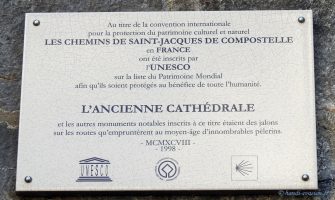 Au titre de la convention internationale
pour la protection du patrimoine culturel et naturel
LES CHEMINS DE SAINT-JACQUES DE COMPOSTELLE
en FRANCE
ont été inscrits par
l'UNESCO
sur la liste du Patrimoine Mondial
afin qu'ils soient protégés au bénéfice de toute l'humanité.
L'ANCIENNE CATHÉDRALE
et les autres monuments notables inscrits à ce titre étaient des jalons
sur les routes qu'empruntèrent au moyen-âge d'innombrables pèlerins.
- MCMXCVIII -
- 1998 -
UNESCO